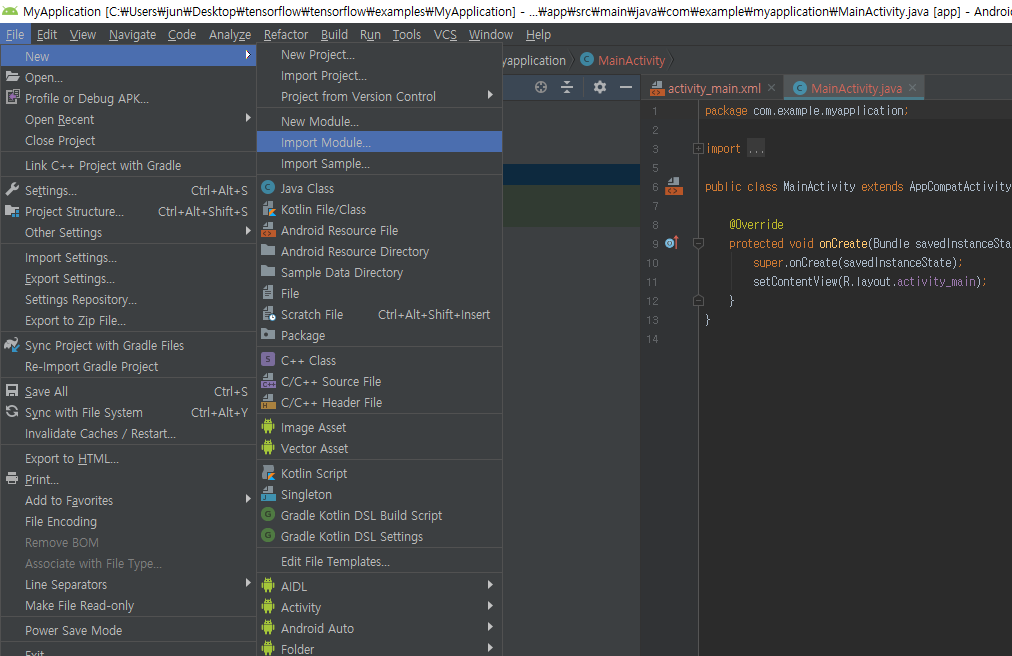 MyApplication [C:₩Users₩jun₩Desktop₩tensorflow₩tensorflow₩examples₩MyApplication] - ...₩app₩src₩main₩java₩com₩example₩myapplication₩MainActivity.java [app] - Androi
File Edit View Navigate Code Analyze Refactor Build Run Tools VCS Window Help
New
Open...
Profile or Debug APK...
Open Recent
Close Project
Link C++ Project with Gradle
Settings... Ctrl+Alt+S
Project Structure... Ctrl+Alt+Shift+S
Other Settings
Import Settings...
Export Settings...
Settings Repository...
Export to Zip File...
Sync Project with Gradle Files
Re-Import Gradle Project
Save All Ctrl+S
Sync with File System Ctrl+Alt+Y
Invalidate Caches / Restart...
Export to HTML...
Print...
Add to Favorites
File Encoding
Remove BOM
Associate with File Type...
Line Separators
Make File Read-only
Power Save Mode
Exit
New Project...
Import Project...
Project from Version Control
New Module...
Import Module...
Import Sample...
Java Class
Kotlin File/Class
Android Resource File
Android Resource Directory
Sample Data Directory
File
Scratch File Ctrl+Alt+Shift+Insert
Package
C++ Class
C/C++ Source File
C/C++ Header File
Image Asset
Vector Asset
Kotlin Script
Singleton
Gradle Kotlin DSL Build Script
Gradle Kotlin DSL Settings
Edit File Templates...
AIDL
Activity
Android Auto
Folder
yapplication MainActivity
activity_main.xml MainActivity.java
1 package com.example.myapplication;
2
3 import ...
5
6 public class MainActivity extends AppCompatActivity
7
8 @Override
9 protected void onCreate(Bundle savedInstanceSta
10 super.onCreate(savedInstanceState);
11 setContentView(R.layout.activity_main);
12 }
13 }
14